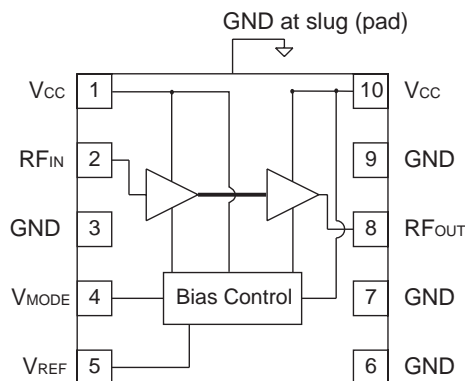 GND at slug (pad)
VCC 1 10 VCC
RFIN 2 9 GND
GND 3 8 RFOUT
VMODE 4 Bias Control 7 GND
VREF 5 6 GND